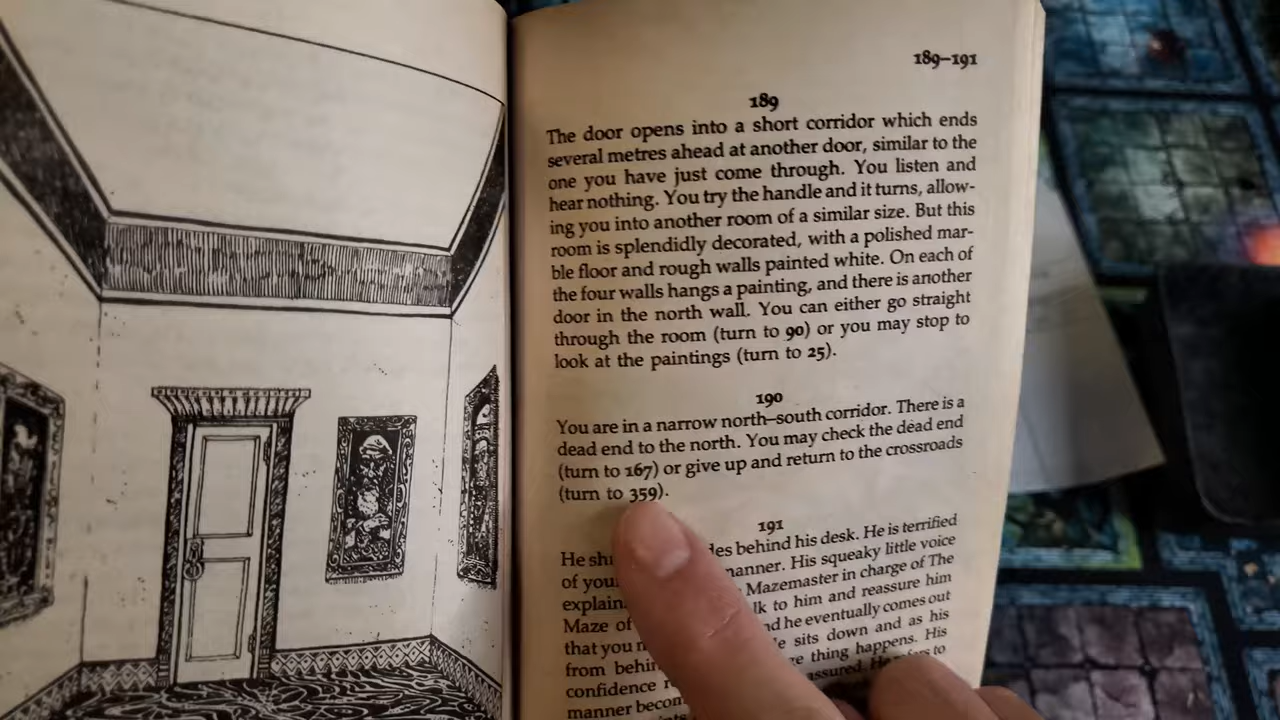 189–191
189
The door opens into a short corridor which ends
several metres ahead at another door, similar to the
one you have just come through. You listen and
hear nothing. You try the handle and it turns, allow-
ing you into another room of a similar size. But this
room is splendidly decorated, with a polished mar-
ble floor and rough walls painted white. On each of
the four walls hangs a painting, and there is another
door in the north wall. You can either go straight
through the room (turn to 90) or you may stop to
look at the paintings (turn to 25).
190
You are in a narrow north–south corridor. There is a
dead end to the north. You may check the dead end
(turn to 167) or give up and return to the crossroads
(turn to 359).
191
He behind his desk. He is terrified
of manner. His squeaky little voice
Mazemaster in charge of The
Maze of to him and reassure him
that you he eventually comes out
from sits down and as his
confidence thing happens. His
manner to